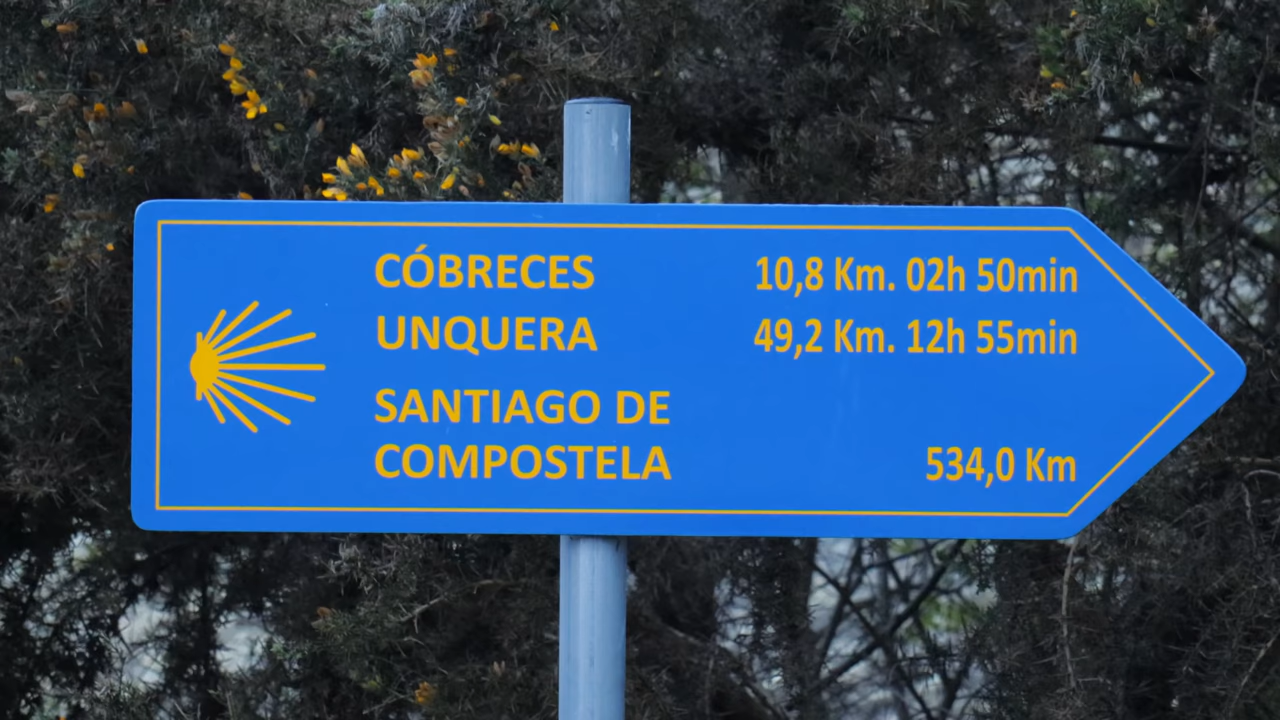 CÓBRECES 10,8 Km. 02h 50min
UNQUERA 49,2 Km. 12h 55min
SANTIAGO DE
COMPOSTELA 534,0 Km